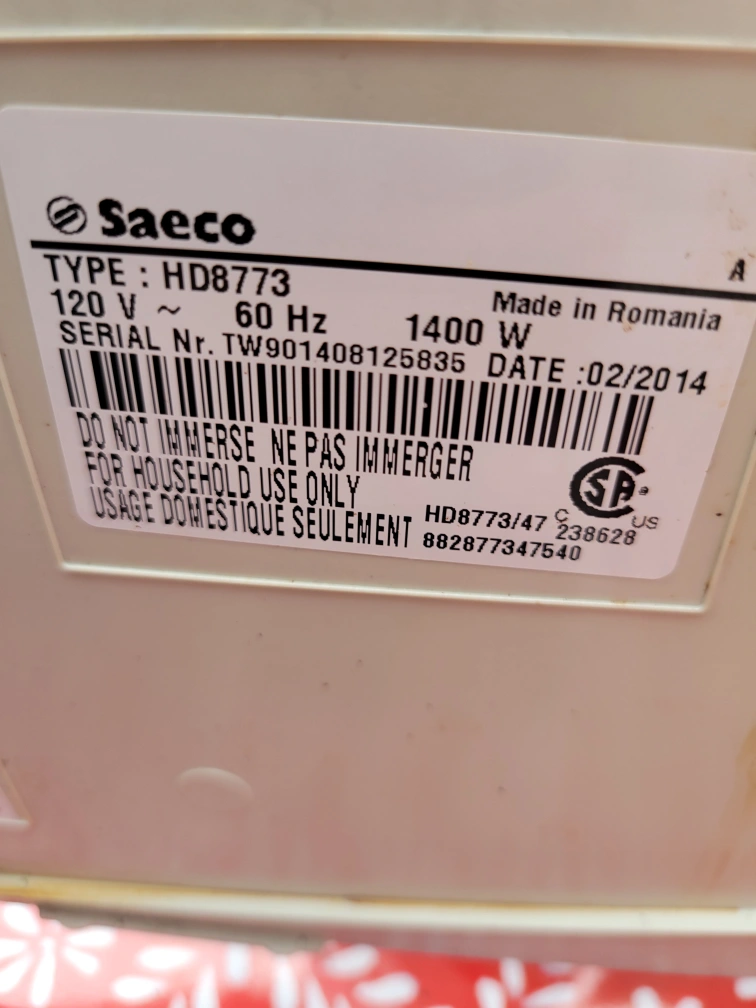 Saeco
A
TYPE : HD8773
Made in Romania
120 V ~ 60 Hz 1400 W
SERIAL Nr. TW901408125835 DATE :02/2014
DO NOT IMMERSE NE PAS IMMERGER
FOR HOUSEHOLD USE ONLY
USAGE DOMESTIQUE SEULEMENT
SA
C US
HD8773/47 238628
882877347540